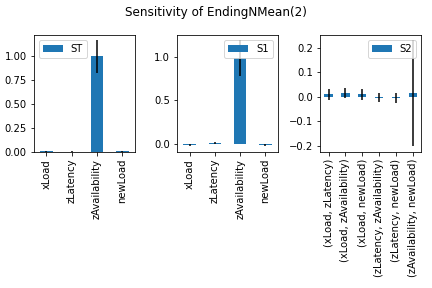 Sensitivity of EndingNMean(2)
ST
1.00
0.75
0.50
0.25
0.00
xLoad
zLatency
zAvailability
newLoad
S1
1.0
0.5
0.0
xLoad
zLatency
zAvailability
newLoad
S2
0.2
0.1
0.0
−0.1
−0.2
(xLoad, zLatency)
(xLoad, zAvailability)
(xLoad, newLoad)
(zLatency, zAvailability)
(zLatency, newLoad)
(zAvailability, newLoad)